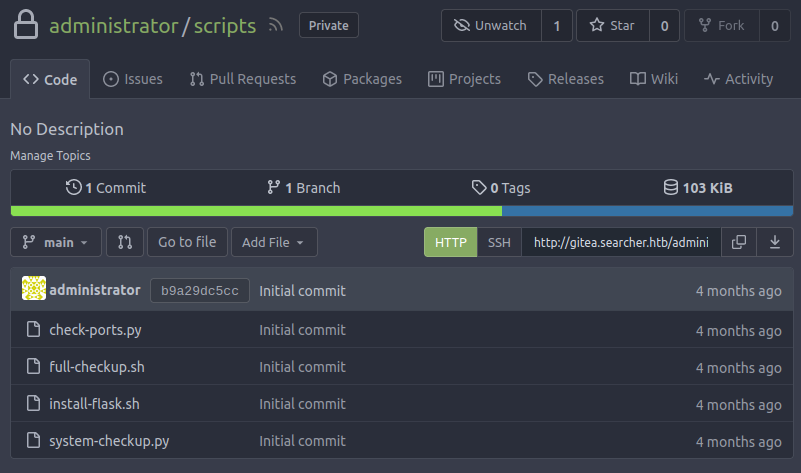 administrator / scripts Private Unwatch 1 Star 0 Fork 0
Code Issues Pull Requests Packages Projects Releases Wiki Activity
No Description
Manage Topics
1 Commit 1 Branch 0 Tags 103 KiB
main Go to file Add File HTTP SSH http://gitea.searcher.htb/admini
administrator b9a29dc5cc Initial commit 4 months ago
check-ports.py Initial commit 4 months ago
full-checkup.sh Initial commit 4 months ago
install-flask.sh Initial commit 4 months ago
system-checkup.py Initial commit 4 months ago